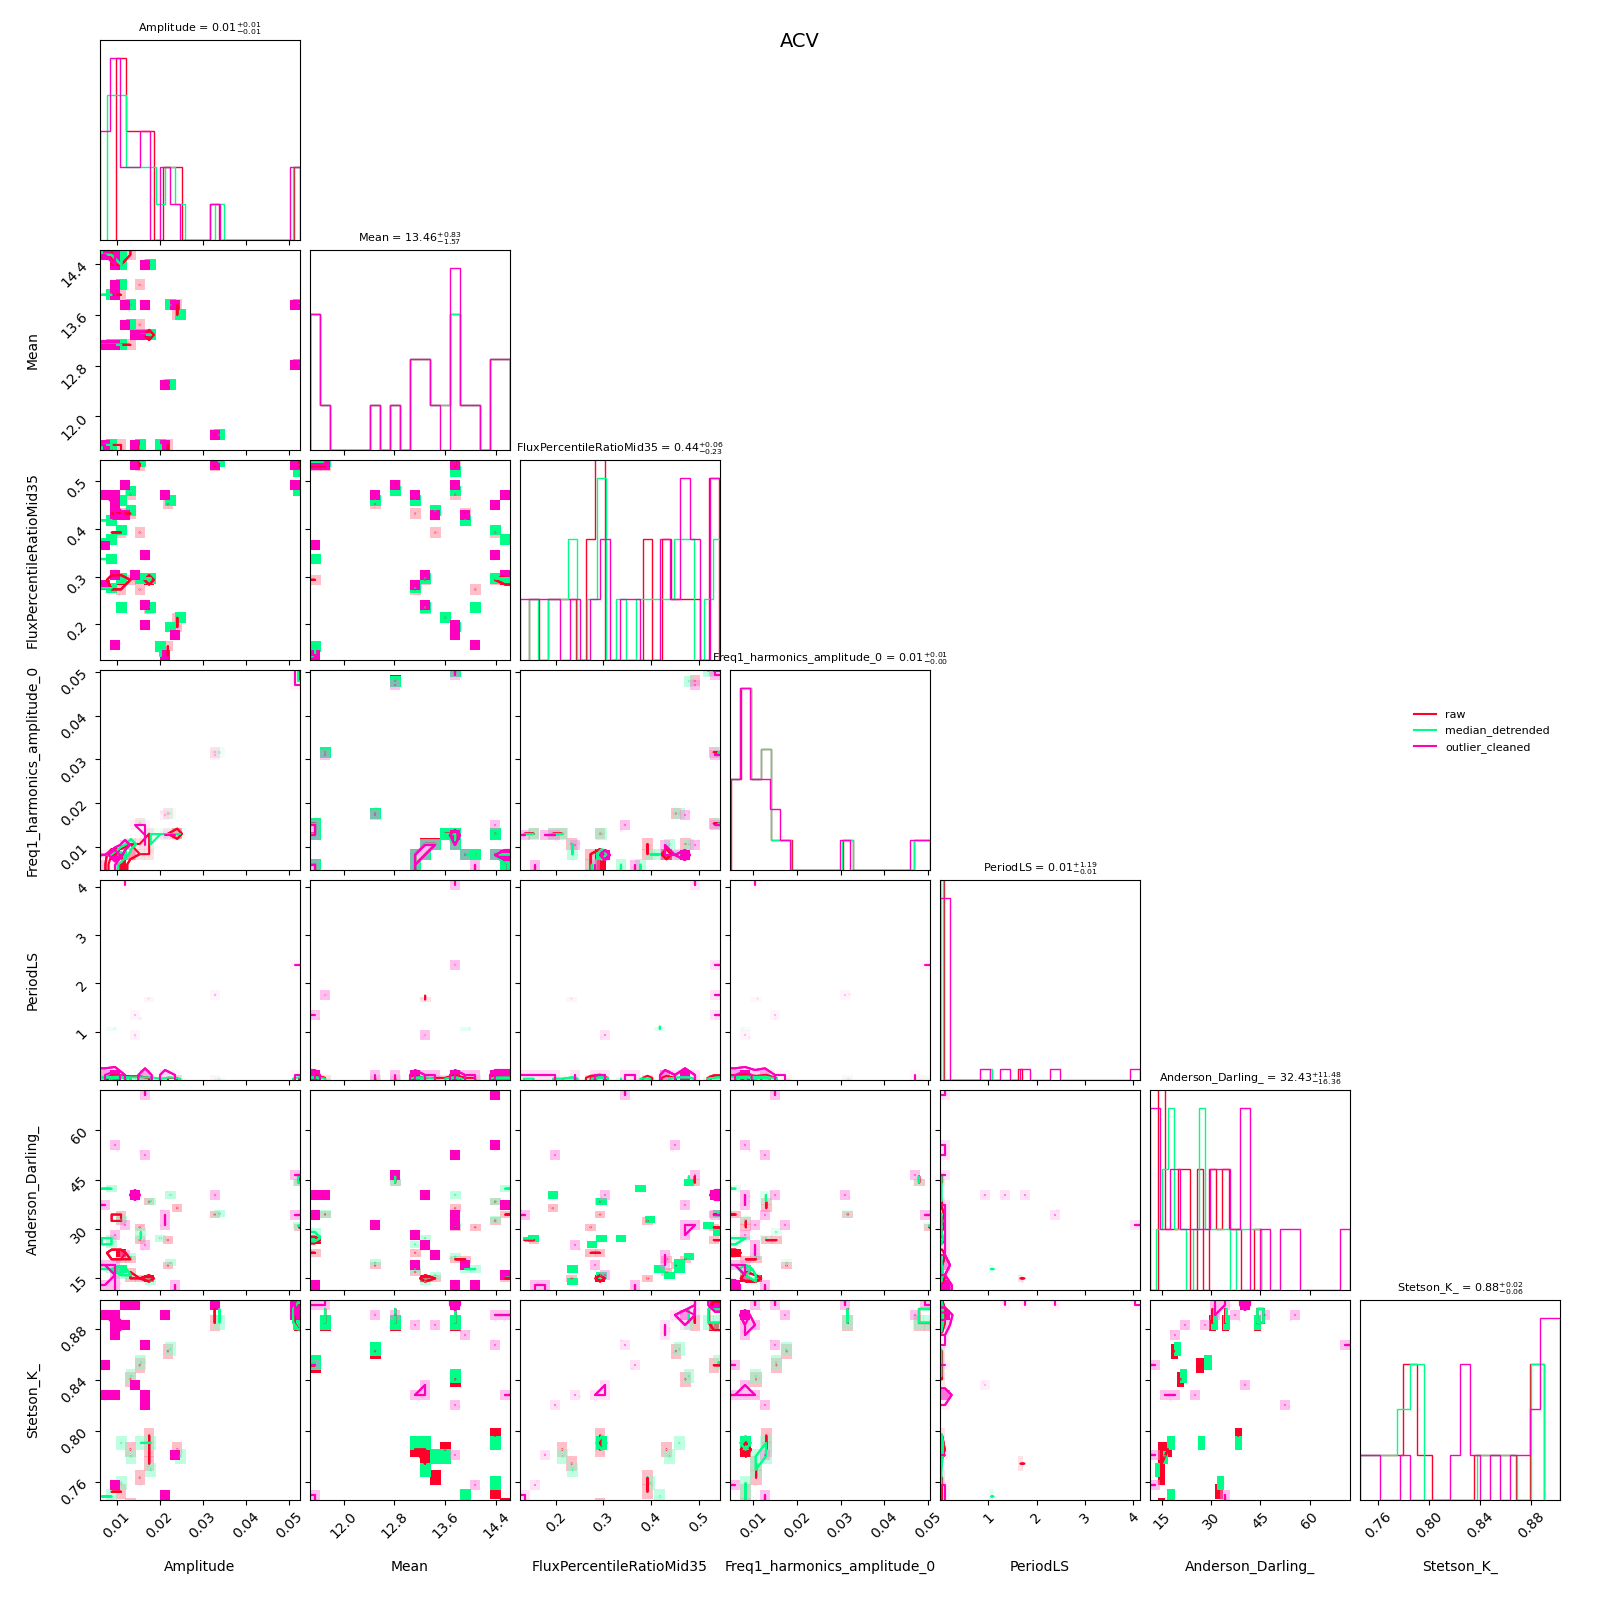 ACV
Amplitude = 0.01+0.01−0.01
Mean = 13.46+0.83−1.57
FluxPercentileRatioMid35 = 0.44+0.06−0.23
Freq1_harmonics_amplitude_0 = 0.01+0.01−0.00
PeriodLS = 0.01+1.19−0.01
Anderson_Darling_ = 32.43+11.48−16.36
Stetson_K_ = 0.88+0.02−0.06
raw
median_detrended
outlier_cleaned
Mean
14.4
13.6
12.8
12.0
FluxPercentileRatioMid35
0.5
0.4
0.3
0.2
Freq1_harmonics_amplitude_0
0.05
0.04
0.03
0.02
0.01
PeriodLS
4
3
2
1
Anderson_Darling_
60
45
30
15
Stetson_K_
0.88
0.84
0.80
0.76
0.01 0.02 0.03 0.04 0.05
12.0 12.8 13.6 14.4
0.2 0.3 0.4 0.5
0.01 0.02 0.03 0.04 0.05
1 2 3 4
15 30 45 60
0.76 0.80 0.84 0.88
Amplitude
Mean
FluxPercentileRatioMid35
Freq1_harmonics_amplitude_0
PeriodLS
Anderson_Darling_
Stetson_K_